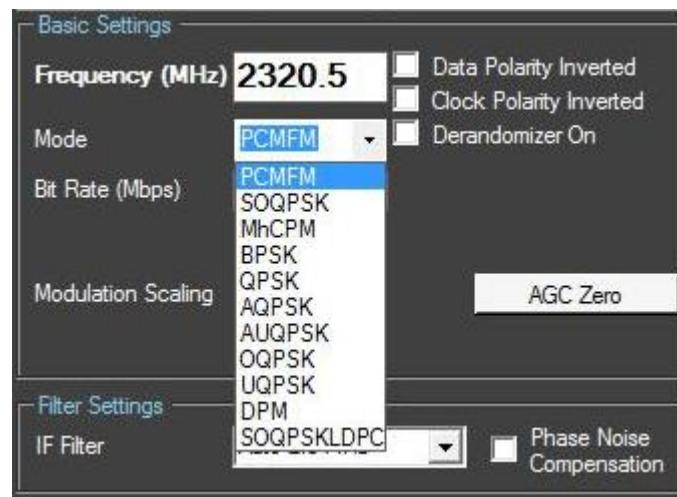 Basic Settings
Frequency (MHz) 2320.5
Data Polarity Inverted
Clock Polarity Inverted
Mode PCMFM
Derandomizer On
Bit Rate (Mbps)
PCMFM
SOQPSK
MhCPM
BPSK
QPSK
AQPSK
AUQPSK
OQPSK
UQPSK
DPM
SOQPSKLDPC
Modulation Scaling
AGC Zero
Filter Settings
IF Filter
Phase Noise
Compensation